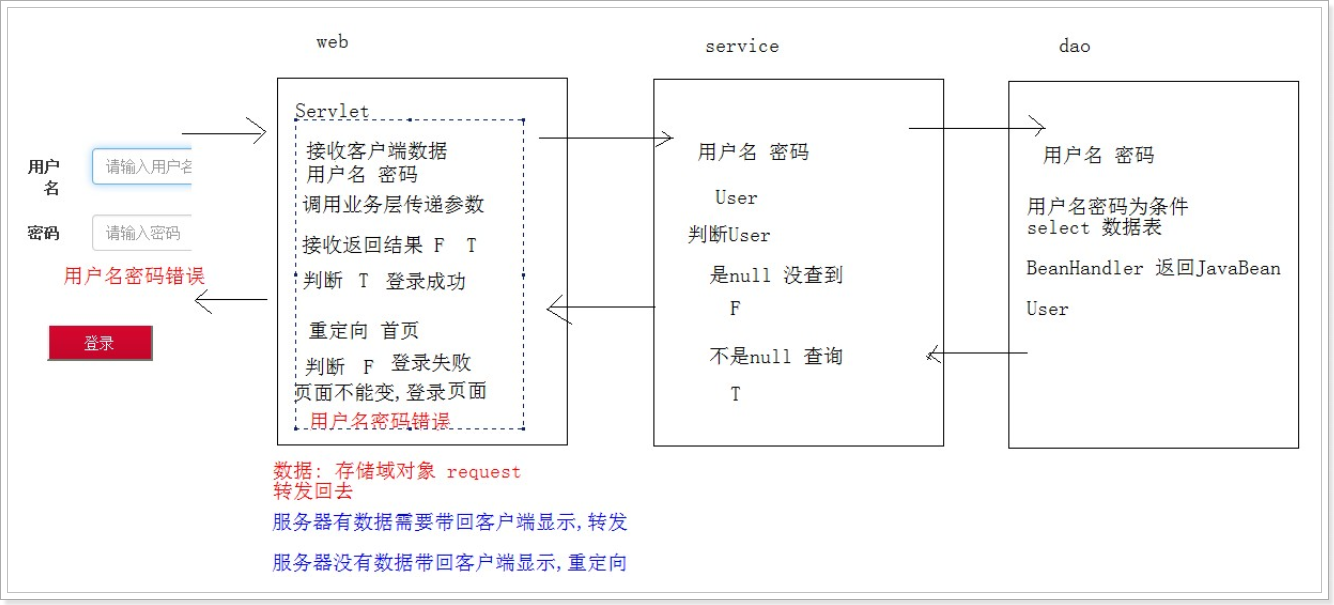 web
service
dao
用户
名
请输入用户名
密码
请输入密码
用户名密码错误
登录
Servlet
接收客户端数据
用户名 密码
调用业务层传递参数
接收返回结果 F T
判断 T 登录成功
重定向 首页
判断 F 登录失败
页面不能变,登录页面
用户名密码错误
用户名 密码
User
判断User
是null 没查到
F
不是null 查询
T
用户名 密码
用户名密码为条件
select 数据表
BeanHandler 返回JavaBean
User
数据: 存储域对象 request
转发回去
服务器有数据需要带回客户端显示,转发
服务器没有数据带回客户端显示,重定向